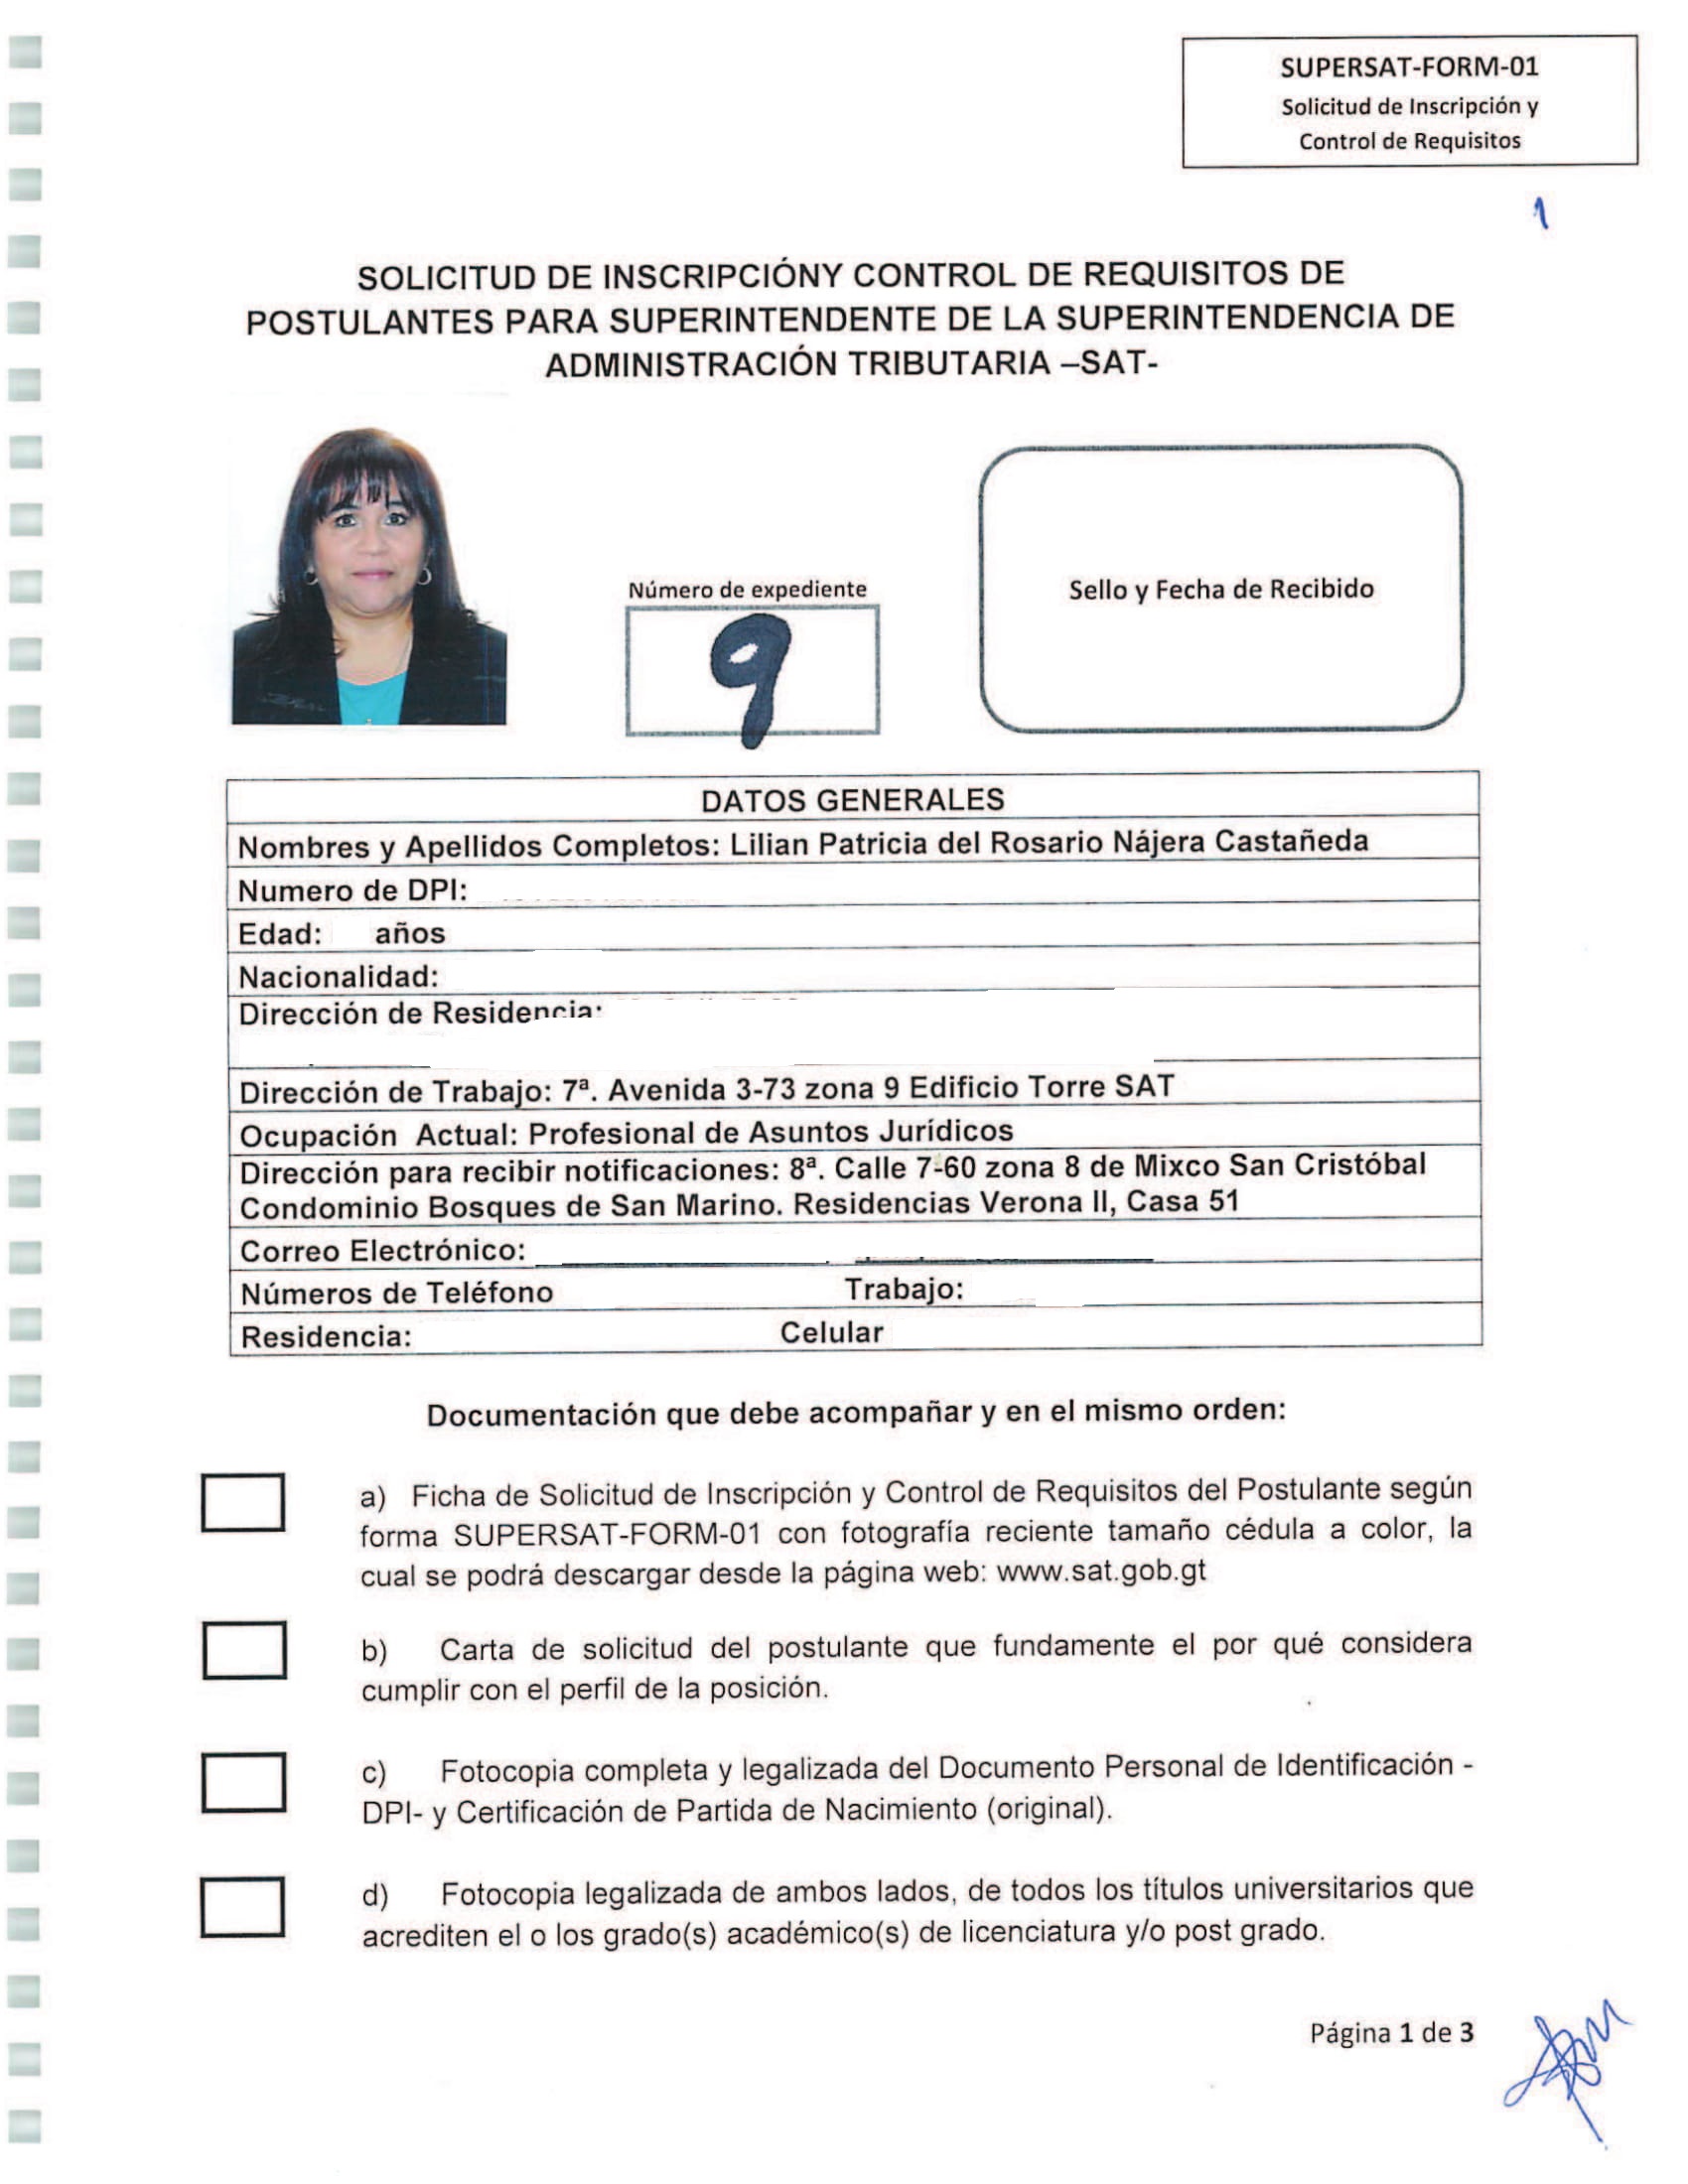 SUPERSAT-FORM-01
Solicitud de Inscripción y
Control de Requisitos
1
SOLICITUD DE INSCRIPCIÓNY CONTROL DE REQUISITOS DE
POSTULANTES PARA SUPERINTENDENTE DE LA SUPERINTENDENCIA DE
ADMINISTRACIÓN TRIBUTARIA –SAT-
Número de expediente
9
Sello y Fecha de Recibido
DATOS GENERALES
Nombres y Apellidos Completos: Lilian Patricia del Rosario Nájera Castañeda
Numero de DPI:
Edad: años
Nacionalidad:
Dirección de Residencia:
Dirección de Trabajo: 7ª. Avenida 3-73 zona 9 Edificio Torre SAT
Ocupación Actual: Profesional de Asuntos Jurídicos
Dirección para recibir notificaciones: 8ª. Calle 7-60 zona 8 de Mixco San Cristóbal
Condominio Bosques de San Marino. Residencias Verona II, Casa 51
Correo Electrónico:
Números de Teléfono Trabajo:
Residencia: Celular
Documentación que debe acompañar y en el mismo orden:
a) Ficha de Solicitud de Inscripción y Control de Requisitos del Postulante según
forma SUPERSAT-FORM-01 con fotografía reciente tamaño cédula a color, la
cual se podrá descargar desde la página web: www.sat.gob.gt
b) Carta de solicitud del postulante que fundamente el por qué considera
cumplir con el perfil de la posición.
c) Fotocopia completa y legalizada del Documento Personal de Identificación -
DPI- y Certificación de Partida de Nacimiento (original).
d) Fotocopia legalizada de ambos lados, de todos los títulos universitarios que
acrediten el o los grado(s) académico(s) de licenciatura y/o post grado.
Página 1 de 3